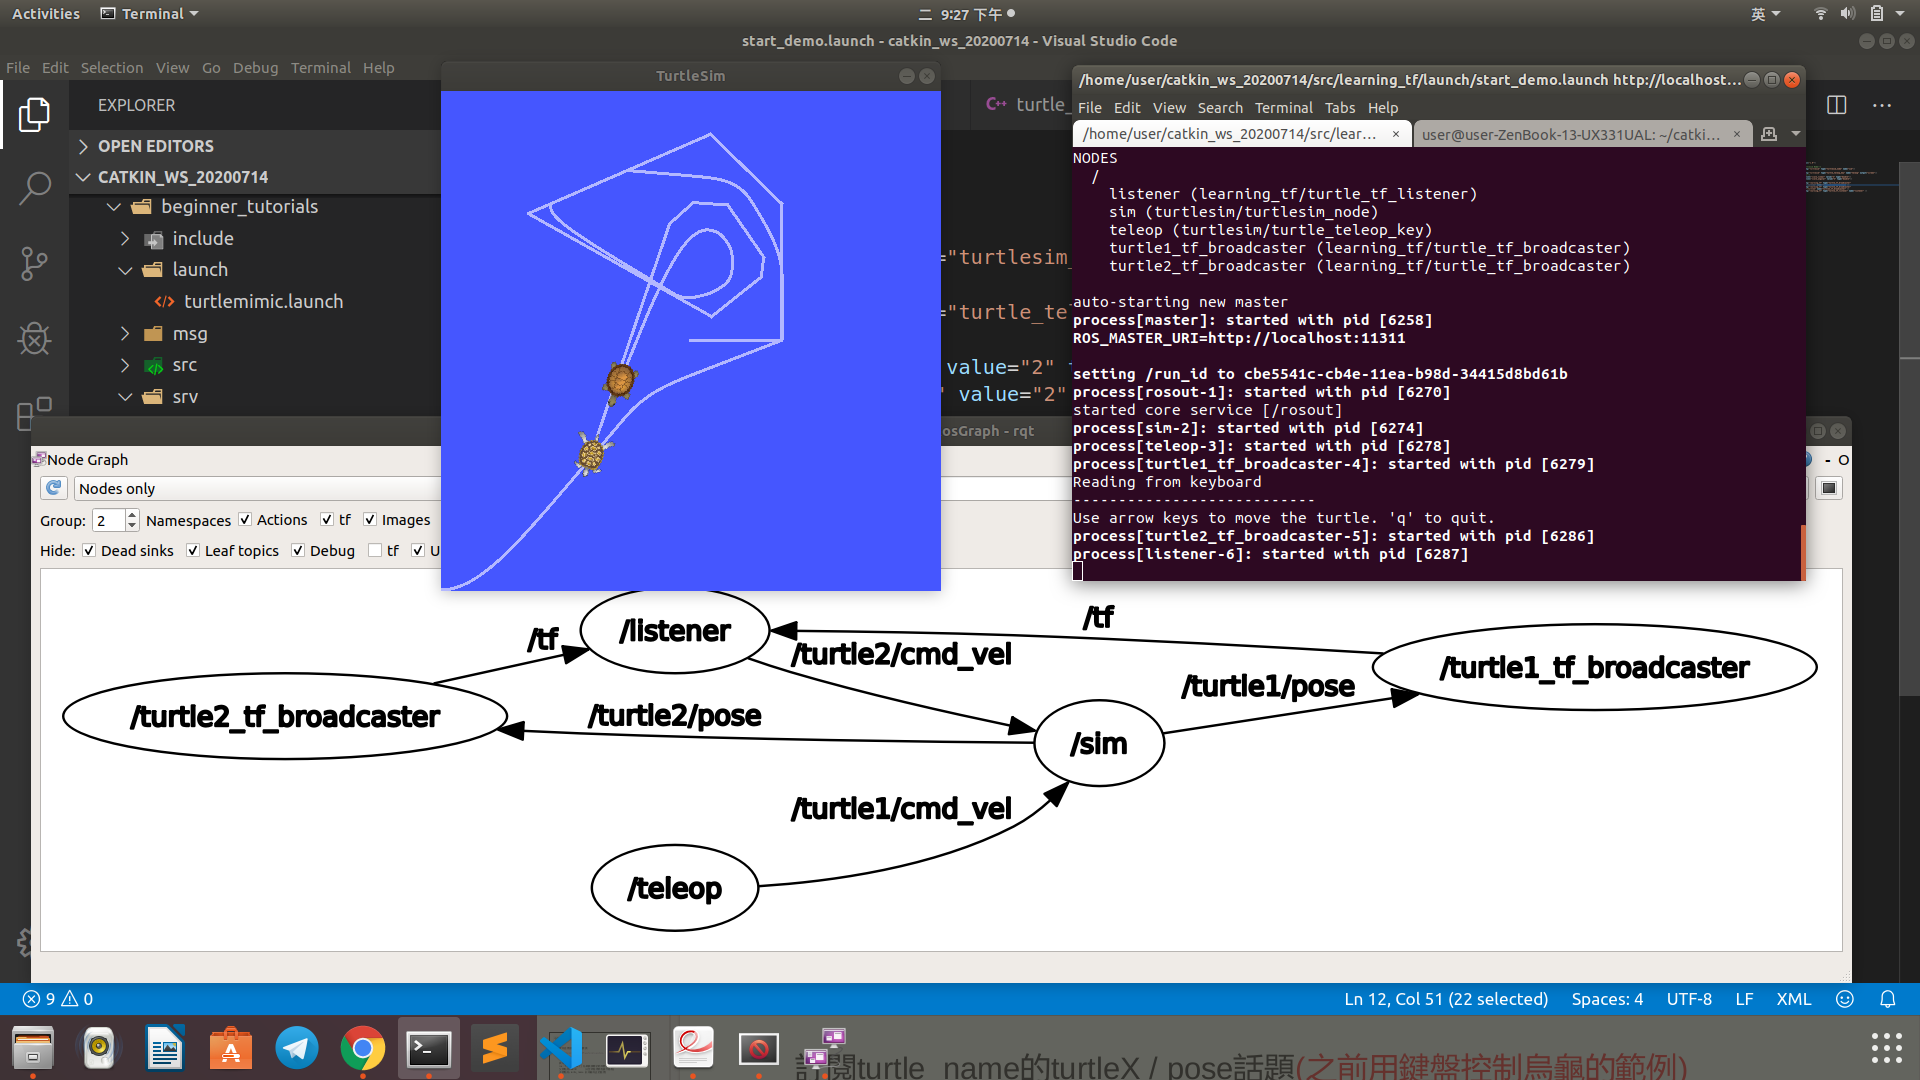 Activities
Terminal
二 9:27 下午
英
start_demo.launch - catkin_ws_20200714 - Visual Studio Code
File Edit Selection View Go Debug Terminal Help
EXPLORER
OPEN EDITORS
CATKIN_WS_20200714
beginner_tutorials
include
launch
turtlemimic.launch
msg
src
srv
C++ turtle_
="turtlesim_
="turtle_te
value="2"
value="2"
TurtleSim
/home/user/catkin_ws_20200714/src/learning_tf/launch/start_demo.launch http://localhost...
File Edit View Search Terminal Tabs Help
/home/user/catkin_ws_20200714/src/lear... ×
user@user-ZenBook-13-UX331UAL: ~/catki... ×
NODES
/
listener (learning_tf/turtle_tf_listener)
sim (turtlesim/turtlesim_node)
teleop (turtlesim/turtle_teleop_key)
turtle1_tf_broadcaster (learning_tf/turtle_tf_broadcaster)
turtle2_tf_broadcaster (learning_tf/turtle_tf_broadcaster)
auto-starting new master
process[master]: started with pid [6258]
ROS_MASTER_URI=http://localhost:11311
setting /run_id to cbe5541c-cb4e-11ea-b98d-34415d8bd61b
process[rosout-1]: started with pid [6270]
started core service [/rosout]
process[sim-2]: started with pid [6274]
process[teleop-3]: started with pid [6278]
process[turtle1_tf_broadcaster-4]: started with pid [6279]
Reading from keyboard
---------------------------
Use arrow keys to move the turtle. 'q' to quit.
process[turtle2_tf_broadcaster-5]: started with pid [6286]
process[listener-6]: started with pid [6287]
osGraph - rqt
Node Graph
- O
Nodes only
Group: 2 Namespaces Actions tf Images
Hide: Dead sinks Leaf topics Debug tf U
/tf
/listener
/tf
/turtle2/cmd_vel
/turtle1_tf_broadcaster
/turtle1/pose
/turtle2_tf_broadcaster
/turtle2/pose
/sim
/turtle1/cmd_vel
/teleop
9 0
Ln 12, Col 51 (22 selected) Spaces: 4 UTF-8 LF XML
訂閱turtle_name的turtleX / pose話題(之前用鍵盤控制烏龜的範例)